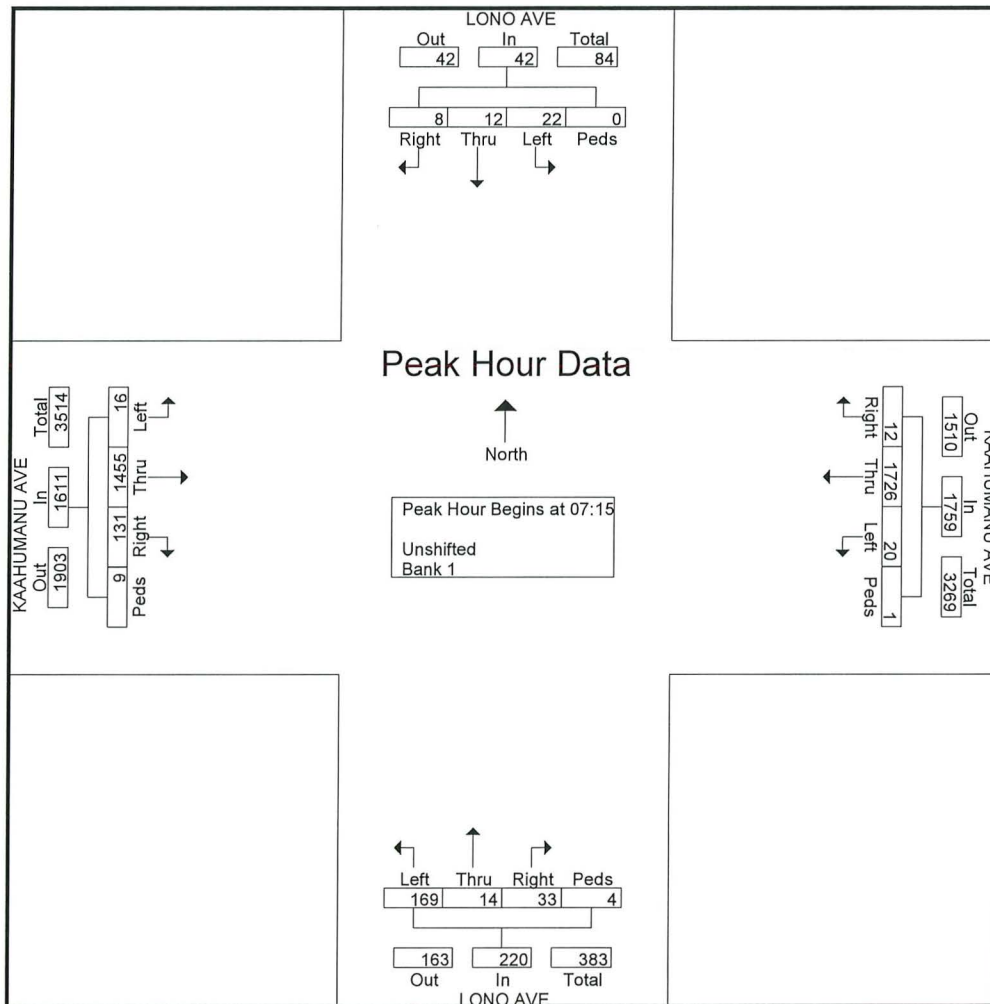 LONO AVE
Out In Total
42 42 84
8 12 22 0
Right Thru Left Peds
Peak Hour Data
North
Peak Hour Begins at 07:15
Unshifted
Bank 1
KAAHUMANU AVE
Total In Out
3514 1611 1903
16 1455 131 9
Left Thru Right Peds
Right Thru Left Peds
12 1726 20 1
1510 1759 3269
Out In Total
KAAHUMANU AVE
Left Thru Right Peds
169 14 33 4
163 220 383
Out In Total
LONO AVE